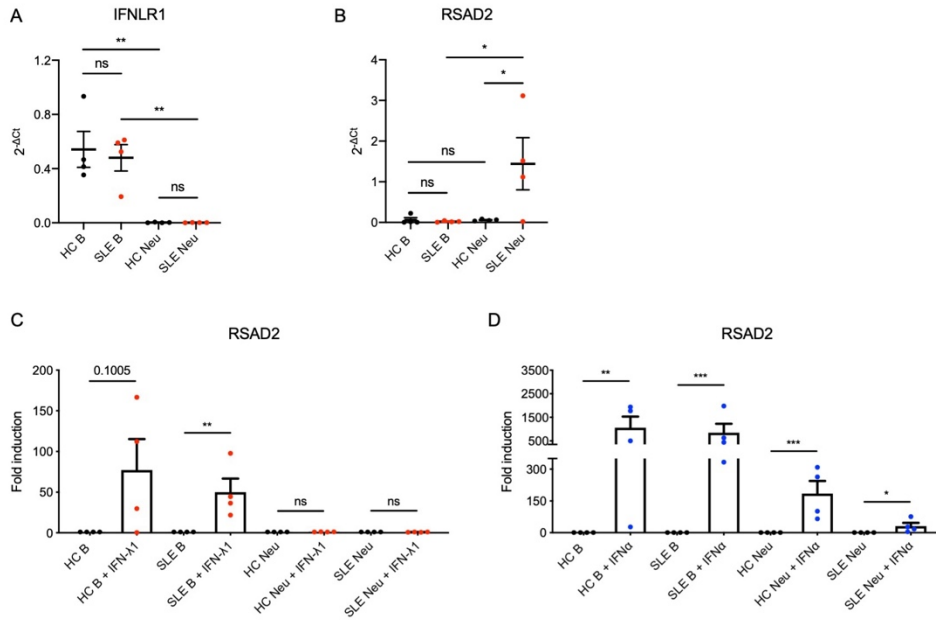 A
IFNLR1
**
ns
**
ns
2-ΔCt
1.2
0.8
0.4
0.0
HC B
SLE B
HC Neu
SLE Neu
B
RSAD2
*
*
ns
ns
2-ΔCt
4
3
2
1
0
HC B
SLE B
HC Neu
SLE Neu
C
RSAD2
0.1005
**
ns
ns
Fold induction
200
150
100
50
0
HC B
HC B + IFN-λ1
SLE B
SLE B + IFN-λ1
HC Neu
HC Neu + IFN-λ1
SLE Neu
SLE Neu + IFN-λ1
D
RSAD2
**
***
***
*
Fold induction
3500
2500
1500
500
300
150
0
HC B
HC B + IFNα
SLE B
SLE B + IFNα
HC Neu
HC Neu + IFNα
SLE Neu
SLE Neu + IFNα